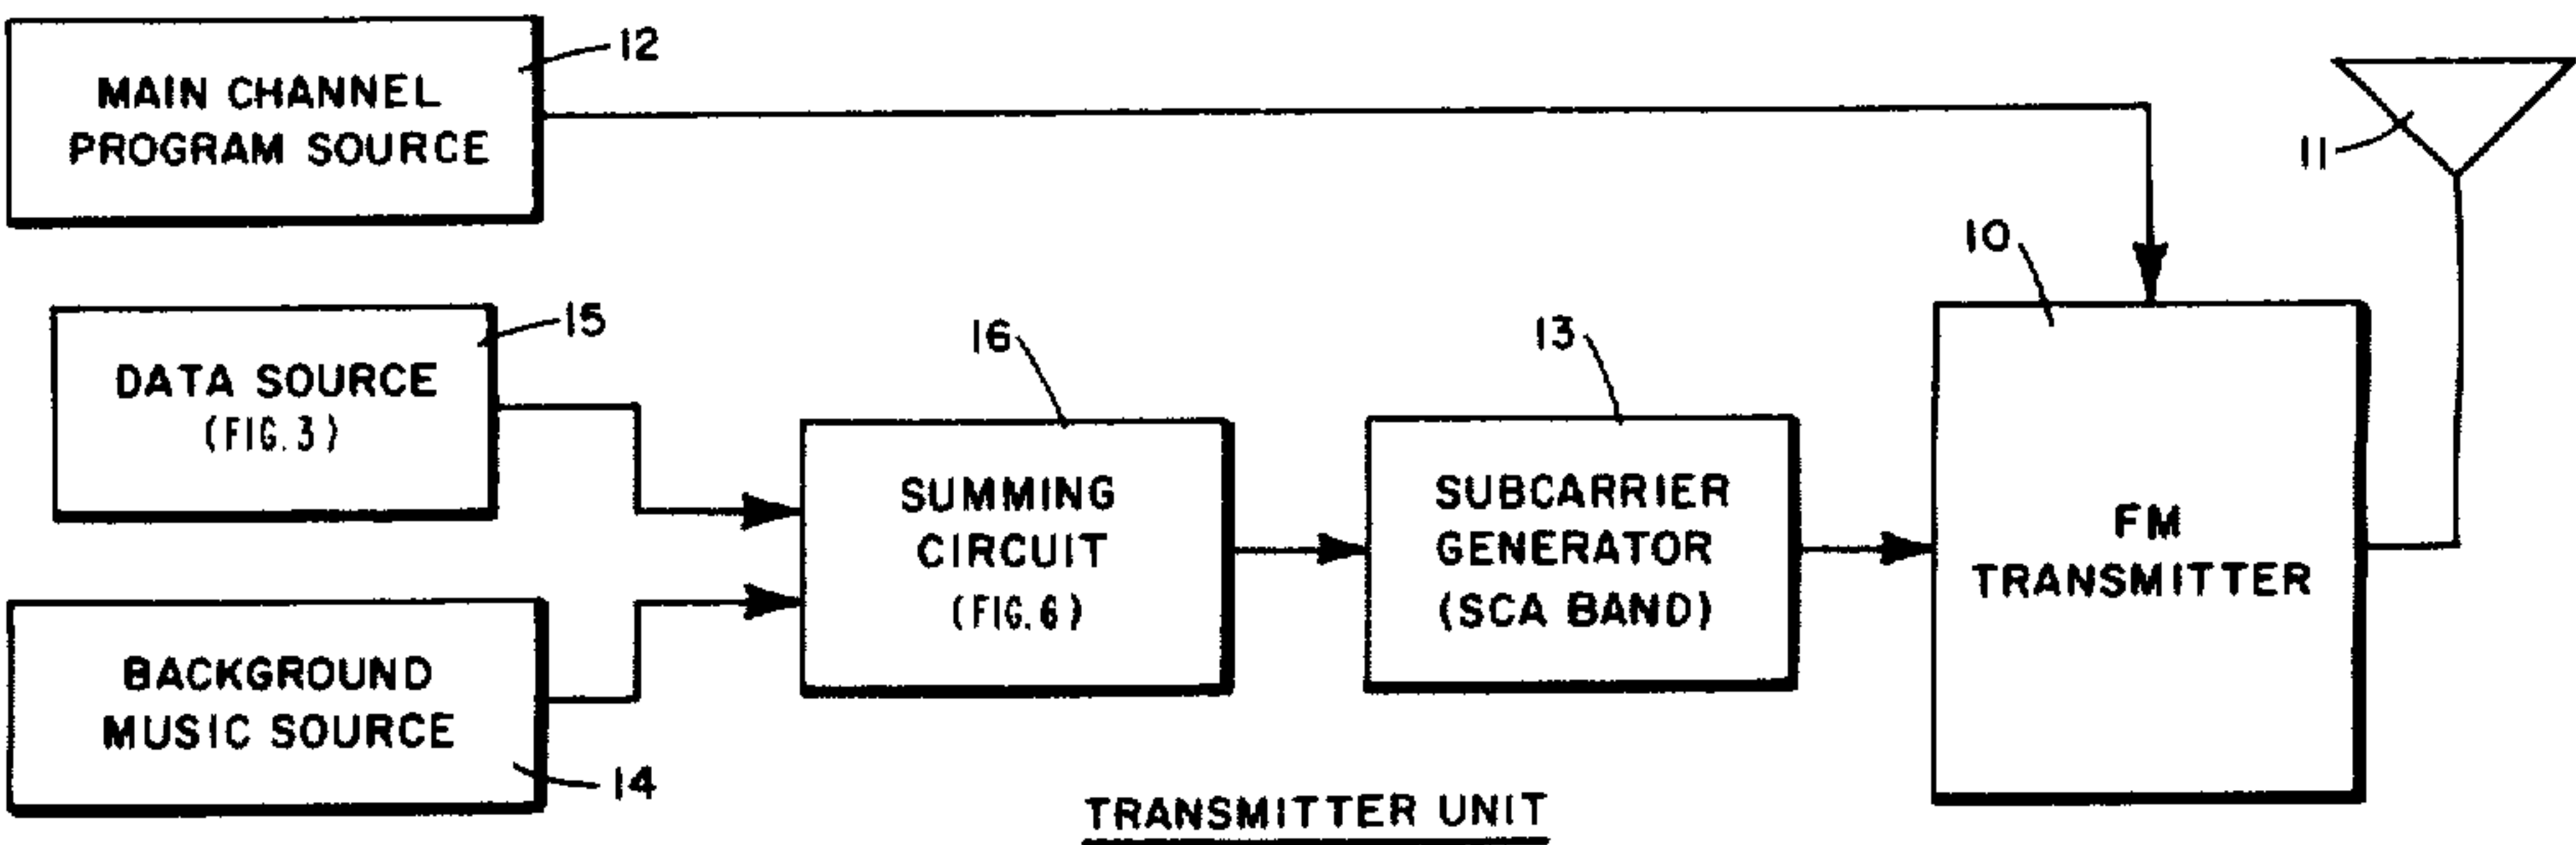 MAIN CHANNEL
PROGRAM SOURCE
12
11
10
DATA SOURCE
(FIG. 3)
15
16
SUMMING
CIRCUIT
(FIG. 6)
13
SUBCARRIER
GENERATOR
(SCA BAND)
FM
TRANSMITTER
BACKGROUND
MUSIC SOURCE
14
TRANSMITTER UNIT